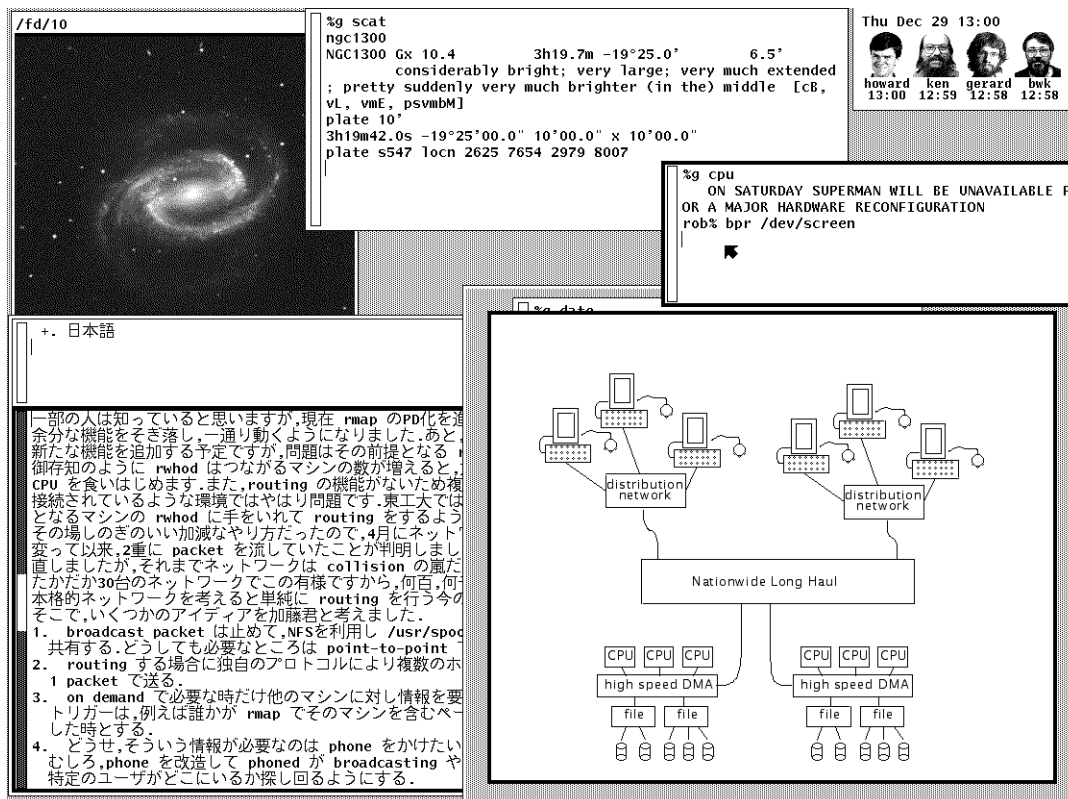 /fd/10
%g scat
ngc1300
NGC1300 Gx 10.4 3h19.7m -19°25.0' 6.5'
considerably bright; very large; very much extended
; pretty suddenly very much brighter (in the) middle [cB,
vL, vmE, psvmbM]
plate 10'
3h19m42.0s -19°25'00.0" 10'00.0" x 10'00.0"
plate s547 locn 2625 7654 2979 8007
Thu Dec 29 13:00
howard ken gerard bwk
13:00 12:59 12:58 12:58
%g cpu
ON SATURDAY SUPERMAN WILL BE UNAVAILABLE F
OR A MAJOR HARDWARE RECONFIGURATION
rob% bpr /dev/screen
%g date
+. 日本語
一部の人は知っていると思いますが,現在 rmap のPD化を進
余分な機能をそぎ落し,一通り動くようになりました.あと,
新たな機能を追加する予定ですが,問題はその前提となる
御存知のように rwhod はつながるマシンの数が増えると,
CPU を食いはじめます.また,routing の機能がないため複
接続されているような環境ではやはり問題です.東工大では
となるマシンの rwhod に手をいれて routing をするよう
その場しのぎのいい加減なやり方だったので,4月にネットワ
変って以来,2重に packet を流していたことが判明しまし
直しましたが,それまでネットワークは collision の嵐だ
たかだか30台のネットワークでこの有様ですから,何百,何千
本格的ネットワークを考えると単純に routing を行う今の
そこで,いくつかのアイディアを加藤君と考えました.
1. broadcast packet は止めて,NFSを利用し /usr/spoo
共有する.どうしても必要なところは point-to-point
2. routing する場合に独自のプロトコルにより複数のホ
1 packet で送る.
3. on demand で必要な時だけ他のマシンに対し情報を要
トリガーは,例えば誰かが rmap でそのマシンを含むペー
した時とする.
4. どうせ,そういう情報が必要なのは phone をかけたい
むしろ,phone を改造して phoned が broadcasting や
特定のユーザがどこにいるか探し回るようにする.
distribution
network
distribution
network
Nationwide Long Haul
CPU CPU CPU
high speed DMA
file file
CPU CPU CPU
high speed DMA
file file